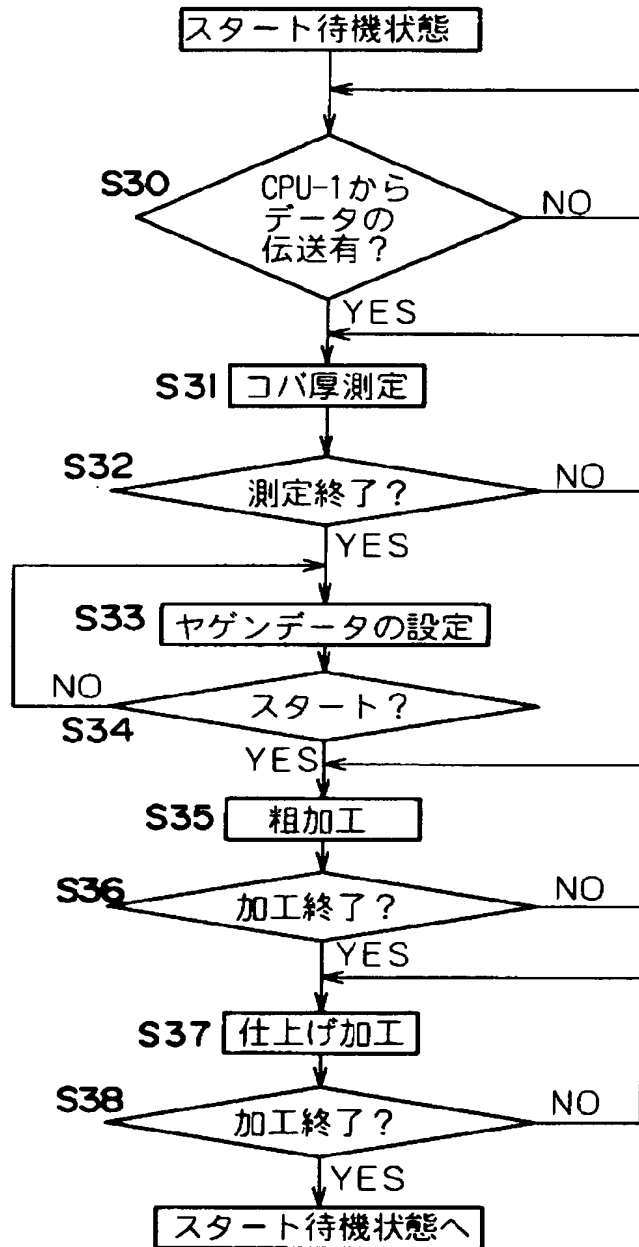 スタート待機状態
S30
CPU-1から
データの
伝送有？
NO
YES
S31
コバ厚測定
S32
測定終了？
NO
YES
S33
ヤゲンデータの設定
NO
スタート？
S34
YES
S35
粗加工
S36
加工終了？
NO
YES
S37
仕上げ加工
S38
加工終了？
NO
YES
スタート待機状態へ